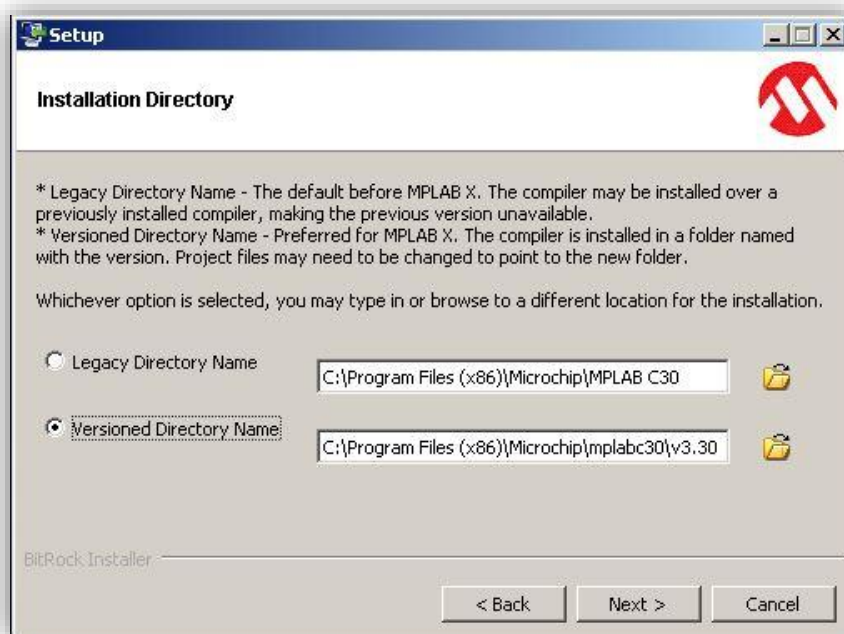 Setup
Installation Directory
* Legacy Directory Name - The default before MPLAB X. The compiler may be installed over a
previously installed compiler, making the previous version unavailable.
* Versioned Directory Name - Preferred for MPLAB X. The compiler is installed in a folder named
with the version. Project files may need to be changed to point to the new folder.
Whichever option is selected, you may type in or browse to a different location for the installation.
Legacy Directory Name
C:\Program Files (x86)\Microchip\MPLAB C30
Versioned Directory Name
C:\Program Files (x86)\Microchip\mplabc30\v3.30
BitRock Installer
< Back Next > Cancel